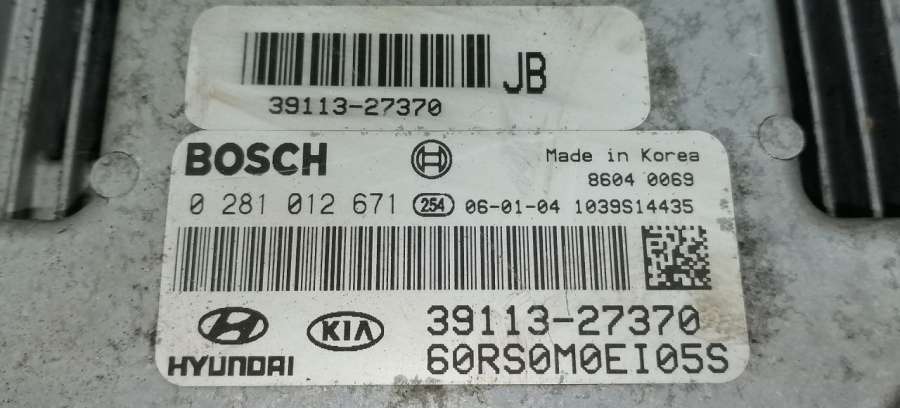 JB
39113-27370
BOSCH
Made in Korea
8604 0069
0 281 012 671 254 06-01-04 1039S14435
HYUNDAI
KIA
39113-27370
60RS0M0EI05S